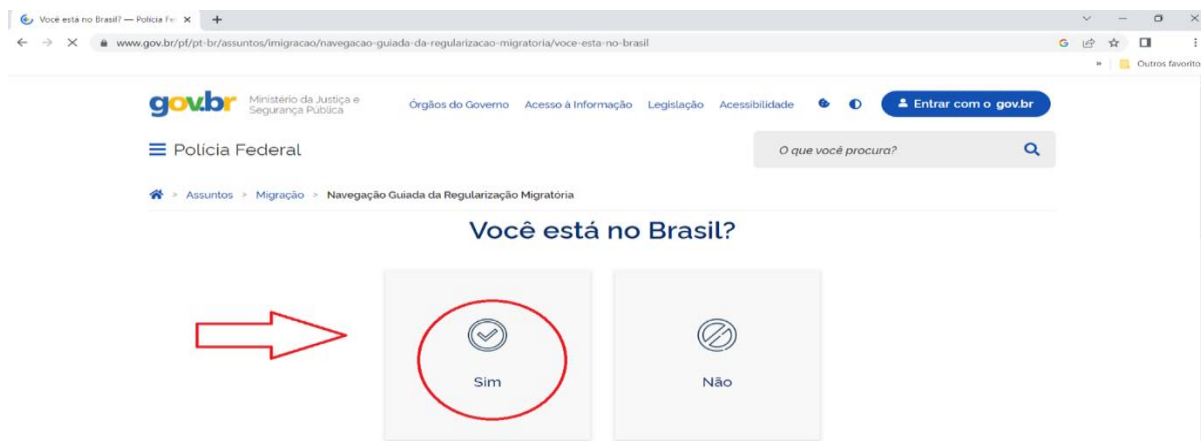 Você está no Brasil? — Polícia Fe
www.gov.br/pf/pt-br/assuntos/imigracao/navegacao-guiada-da-regularizacao-migratoria/voce-esta-no-brasil
» Outros favorito
gov.br Ministério da Justiça e Segurança Pública Órgãos do Governo Acesso à Informação Legislação Acessibilidade Entrar com o gov.br
Polícia Federal O que você procura?
> Assuntos > Migração > Navegação Guiada da Regularização Migratória
Você está no Brasil?
Sim Não